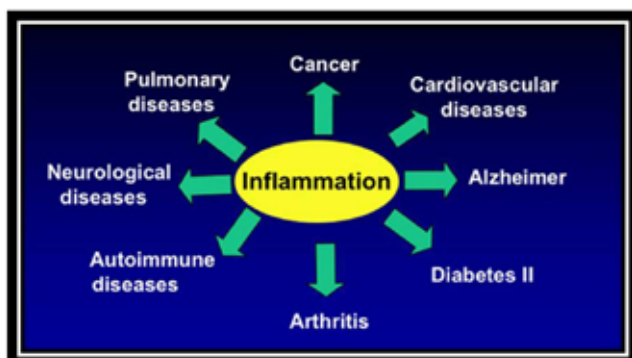 Cancer
Pulmonary
diseases
Cardiovascular
diseases
Neurological
diseases
Inflammation
Alzheimer
Autoimmune
diseases
Diabetes II
Arthritis